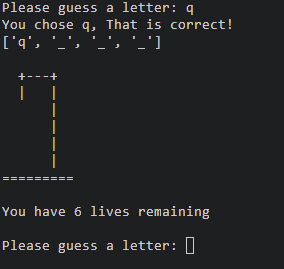 Please guess a letter: q
You chose q, That is correct!
['q', '_', '_', '_']
  +---+
  |   |
      |
      |
      |
      |
=========
You have 6 lives remaining
Please guess a letter: